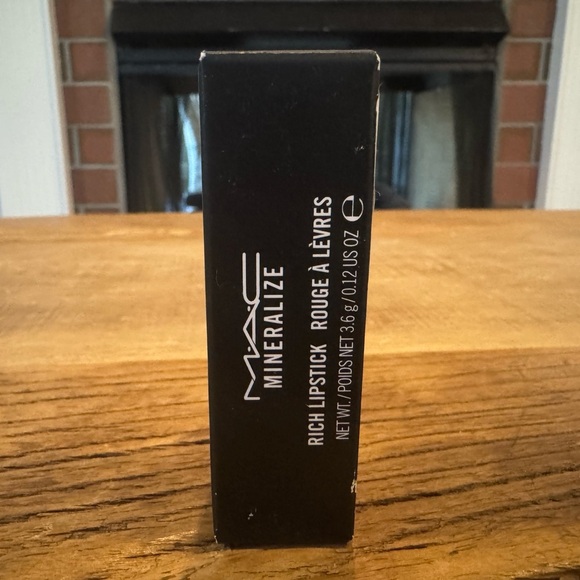 M·A·C
MINERALIZE
RICH LIPSTICK ROUGE À LÈVRES
NET WT./POIDS NET 3.6 g/0.12 US OZ ℮